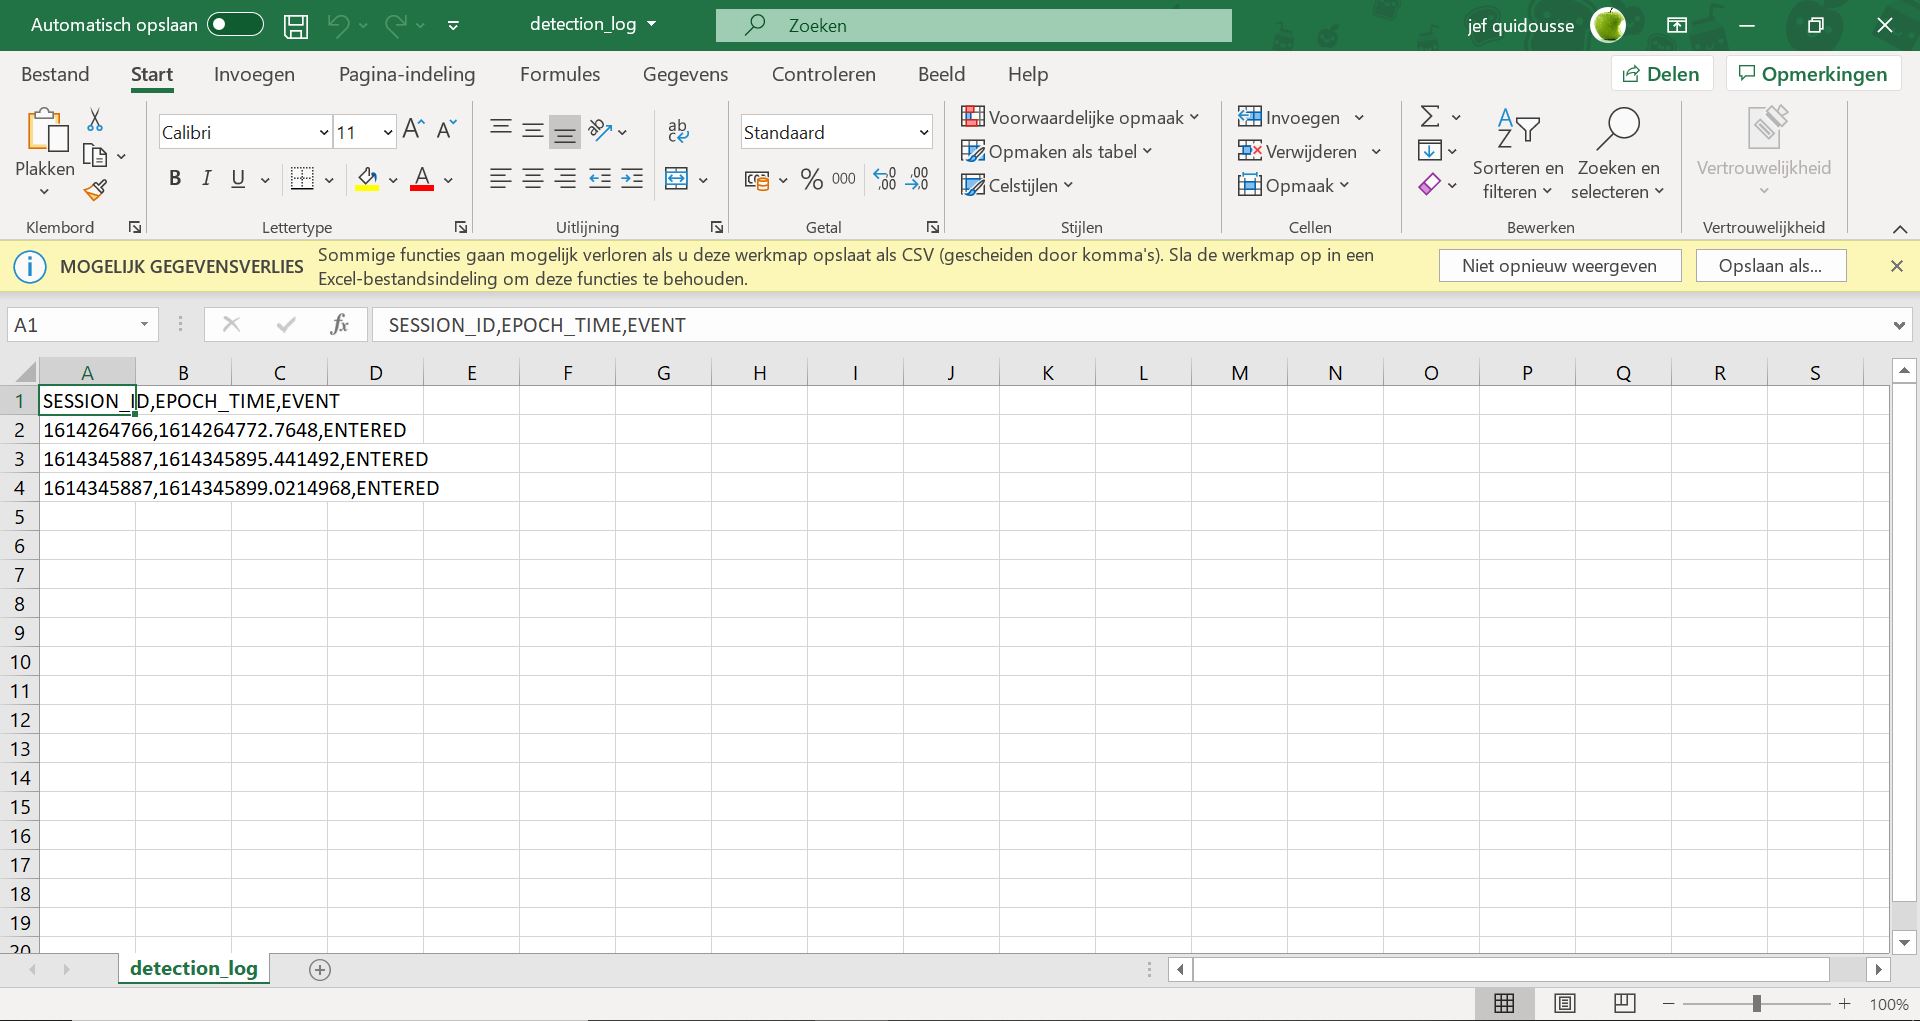 Automatisch opslaan
detection_log
Zoeken
jef quidousse
Bestand Start Invoegen Pagina-indeling Formules Gegevens Controleren Beeld Help Delen Opmerkingen
Plakken
Klembord
Calibri 11
B I U A
Lettertype
ab
Uitlijning
Standaard
% 000
Getal
Voorwaardelijke opmaak
Opmaken als tabel
Celstijlen
Stijlen
Invoegen
Verwijderen
Opmaak
Cellen
Sorteren en
filteren
Zoeken en
selecteren
Bewerken
Vertrouwelijkheid
Vertrouwelijkheid
MOGELIJK GEGEVENSVERLIES
Sommige functies gaan mogelijk verloren als u deze werkmap opslaat als CSV (gescheiden door komma's). Sla de werkmap op in een
Excel-bestandsindeling om deze functies te behouden.
Niet opnieuw weergeven
Opslaan als...
A1
fx
SESSION_ID,EPOCH_TIME,EVENT
A B C D E F G H I J K L M N O P Q R S
1 SESSION_ID,EPOCH_TIME,EVENT
2 1614264766,1614264772.7648,ENTERED
3 1614345887,1614345895.441492,ENTERED
4 1614345887,1614345899.0214968,ENTERED
5
6
7
8
9
10
11
12
13
14
15
16
17
18
19
20
detection_log
100%